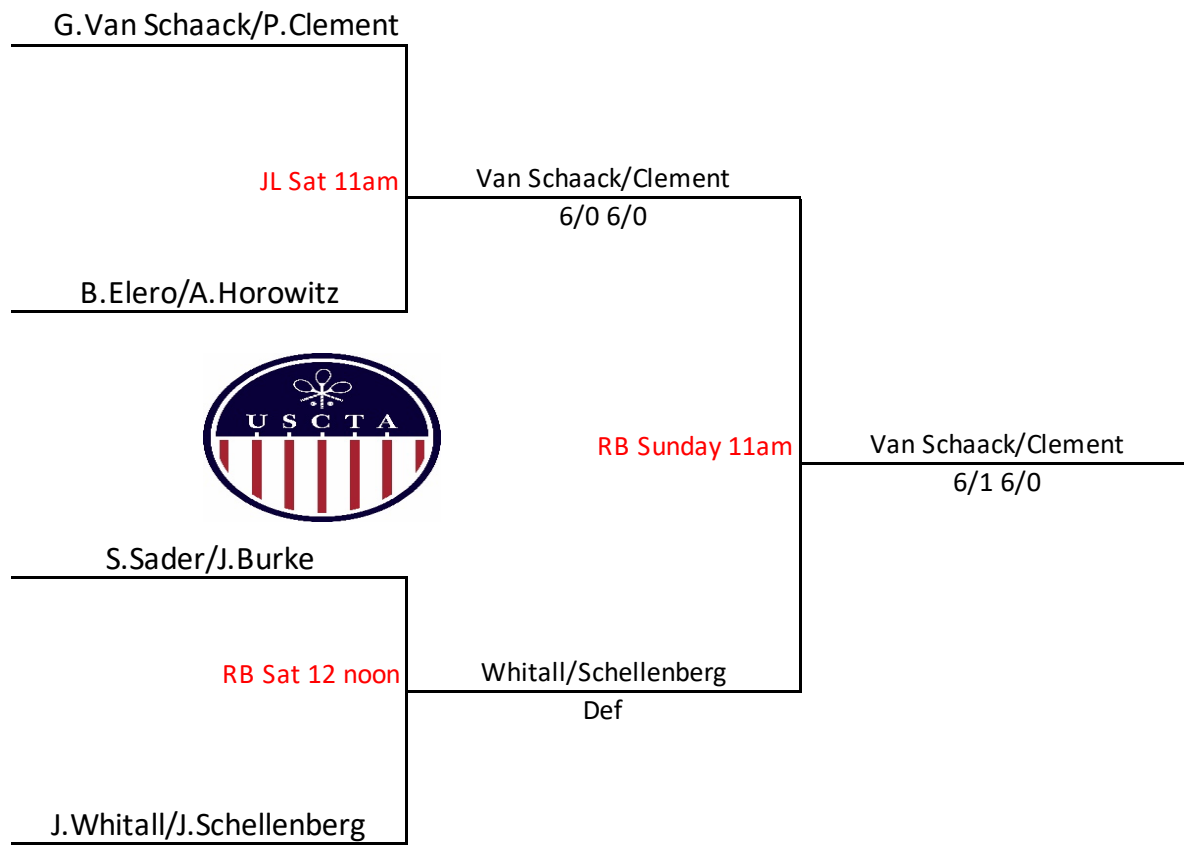 G.Van Schaack/P.Clement
JL Sat 11am
Van Schaack/Clement
6/0 6/0
B.Elero/A.Horowitz
USCTA
RB Sunday 11am
Van Schaack/Clement
6/1 6/0
S.Sader/J.Burke
RB Sat 12 noon
Whitall/Schellenberg
Def
J.Whitall/J.Schellenberg